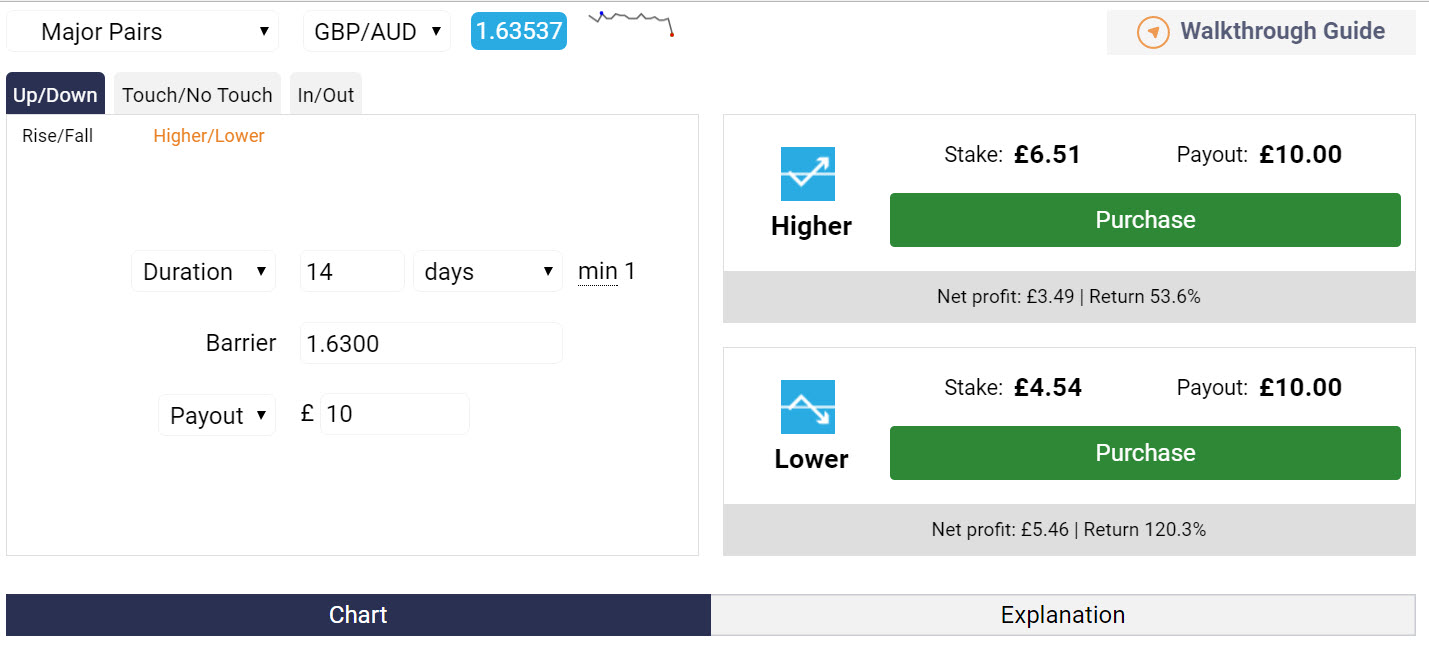 Major Pairs GBP/AUD 1.63537 Walkthrough Guide
Up/Down Touch/No Touch In/Out
Rise/Fall Higher/Lower
Duration 14 days min 1
Barrier 1.6300
Payout £ 10
Stake: £6.51 Payout: £10.00
Higher Purchase
Net profit: £3.49 | Return 53.6%
Stake: £4.54 Payout: £10.00
Lower Purchase
Net profit: £5.46 | Return 120.3%
Chart Explanation